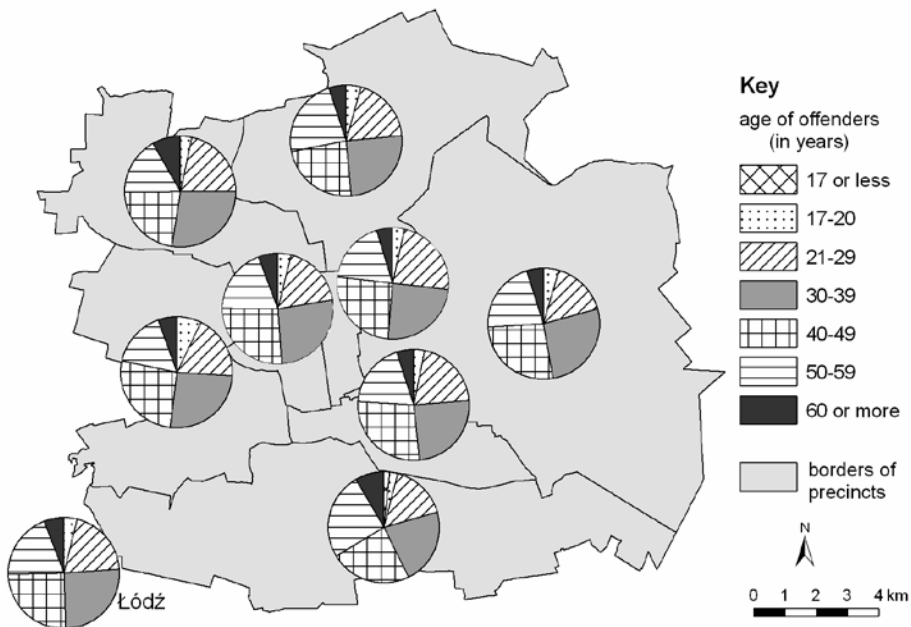 Key
age of offenders
(in years)
17 or less
17-20
21-29
30-39
40-49
50-59
60 or more
borders of
precincts
N
0 1 2 3 4 km
Łódź